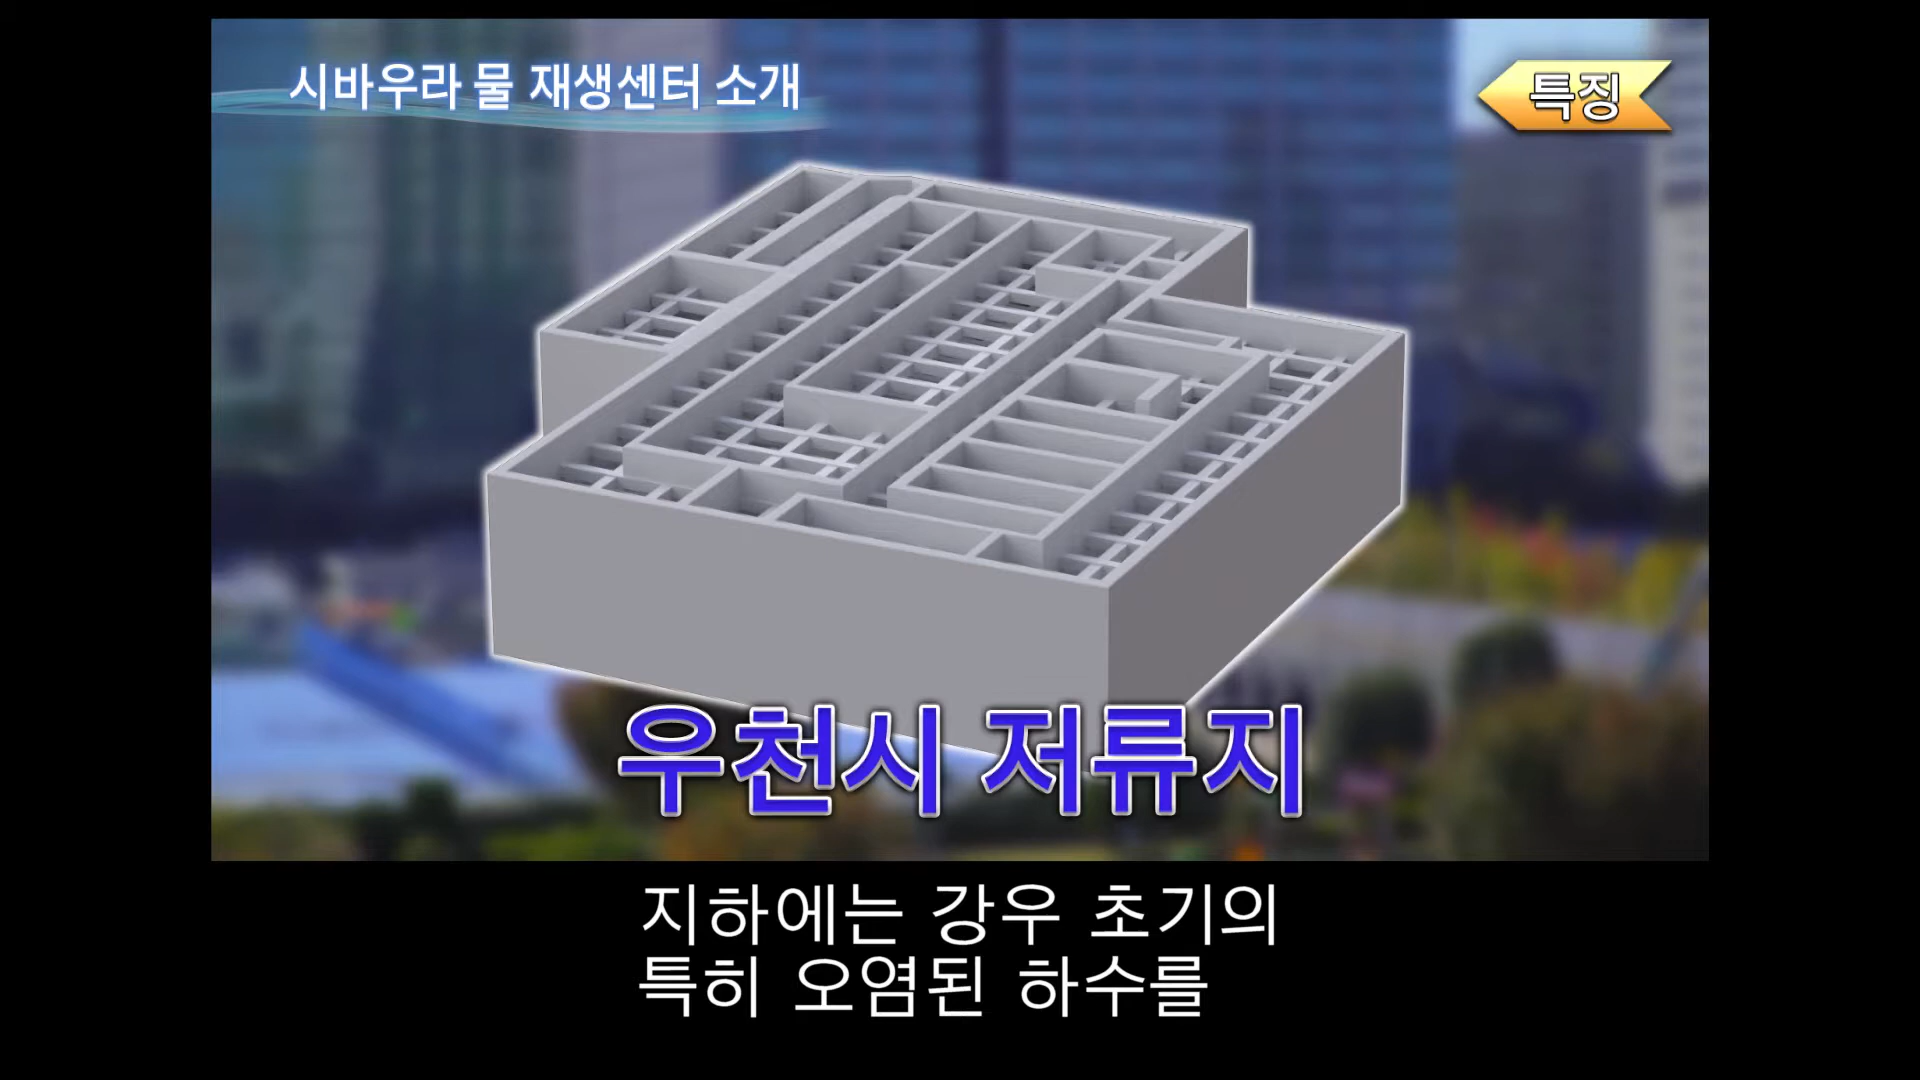 시바우라 물 재생센터 소개
특징
우천시 저류지
지하에는 강우 초기의
특히 오염된 하수를